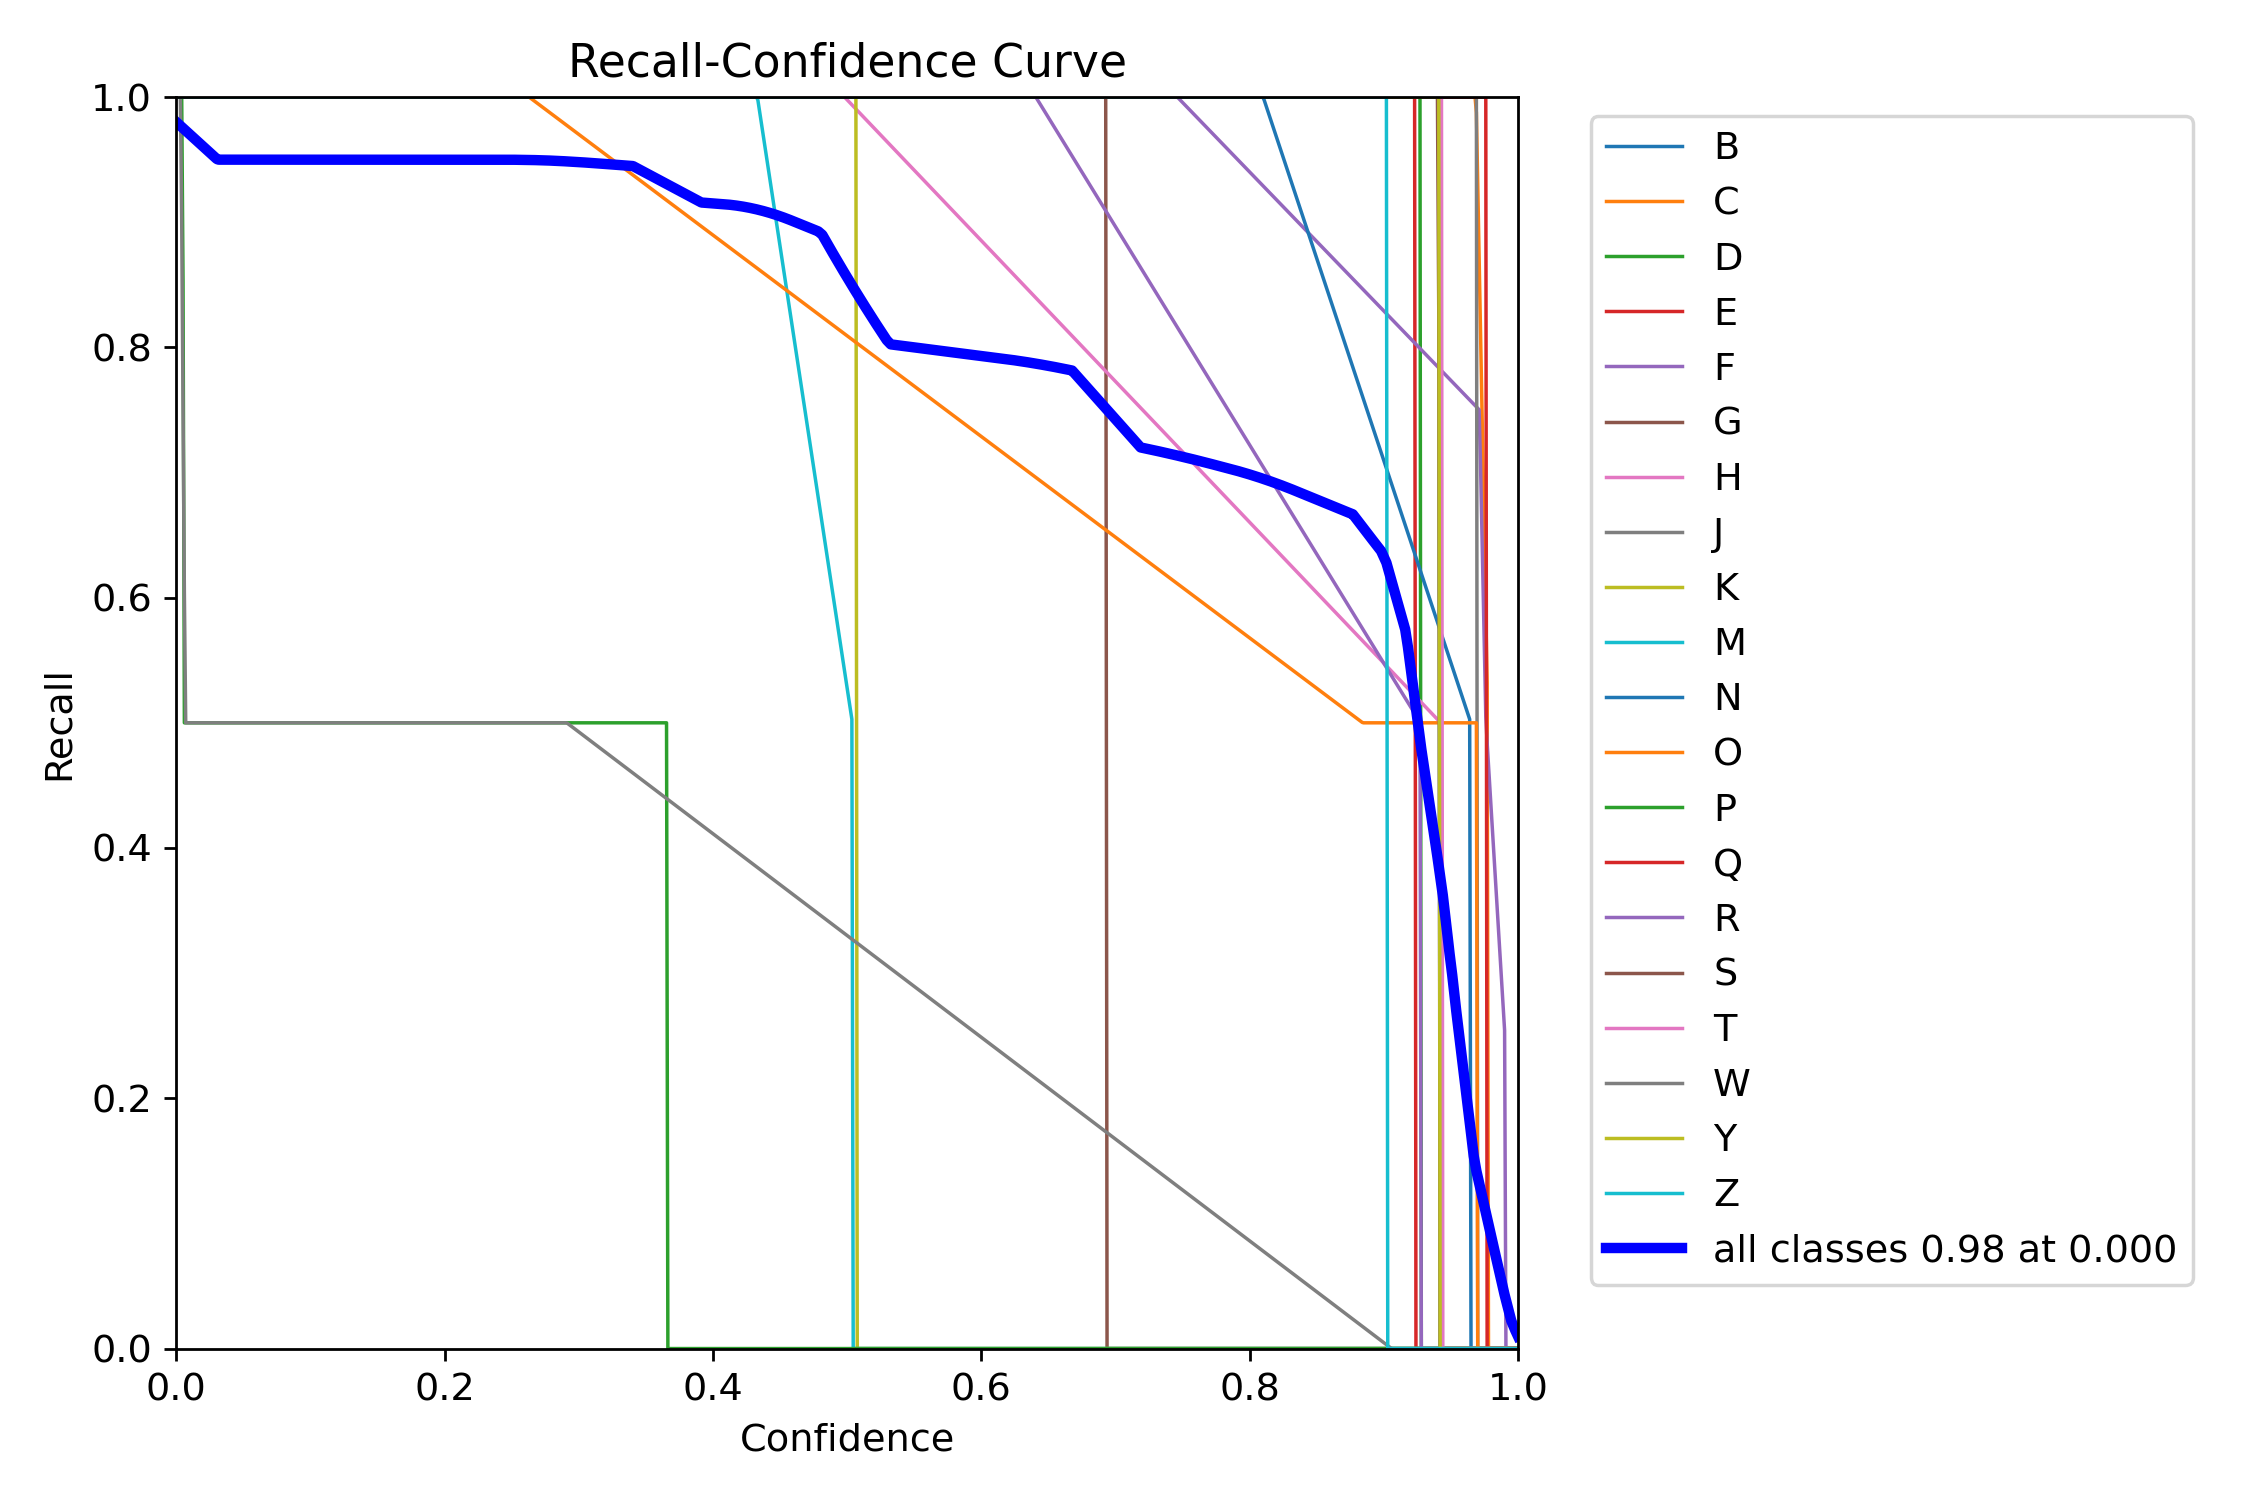 Recall-Confidence Curve
1.0
0.8
0.6
0.4
0.2
0.0
Recall
0.0 0.2 0.4 0.6 0.8 1.0
Confidence
B
C
D
E
F
G
H
J
K
M
N
O
P
Q
R
S
T
W
Y
Z
all classes 0.98 at 0.000